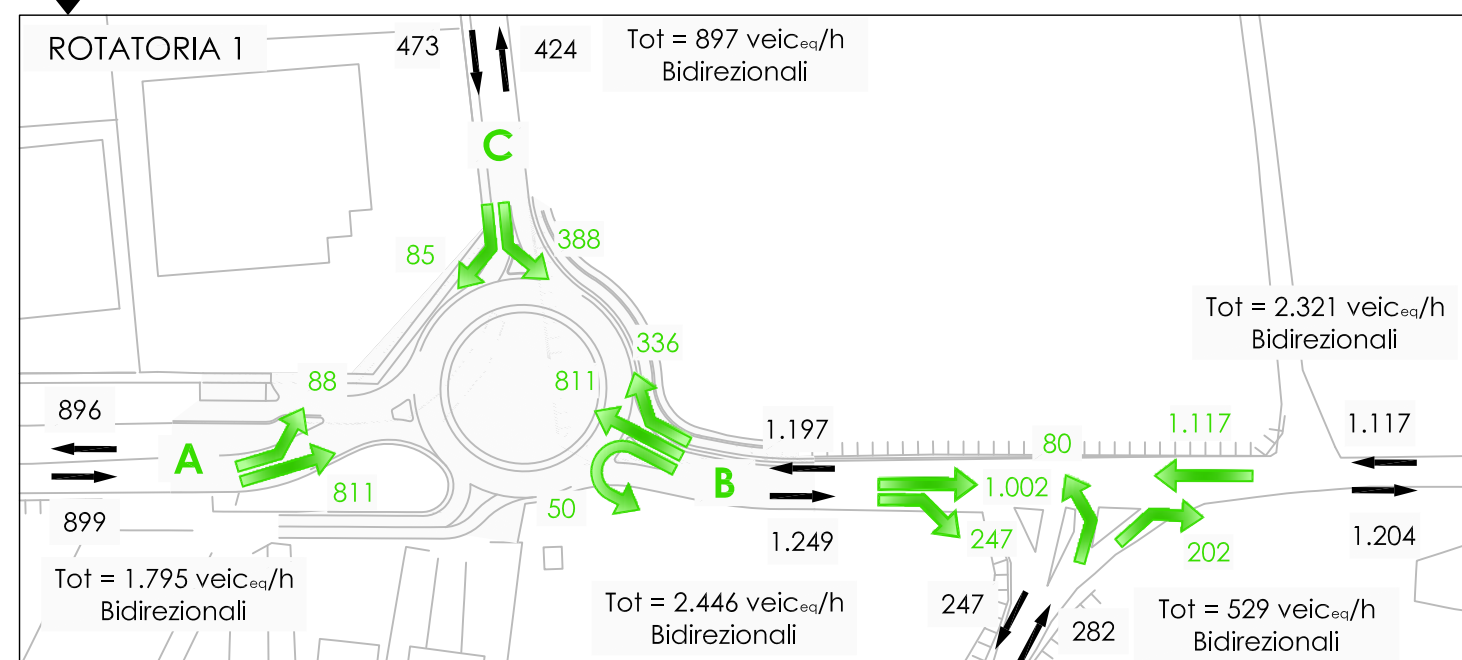 ROTATORIA 1
473
424
Tot = 897 veiceq/h
Bidirezionali
C
85
388
Tot = 2.321 veiceq/h
Bidirezionali
336
88
811
896
1.197
80
1.117
1.117
A
B
811
50
1.002
899
1.249
247
202
1.204
Tot = 1.795 veiceq/h
Bidirezionali
Tot = 2.446 veiceq/h
Bidirezionali
247
282
Tot = 529 veiceq/h
Bidirezionali